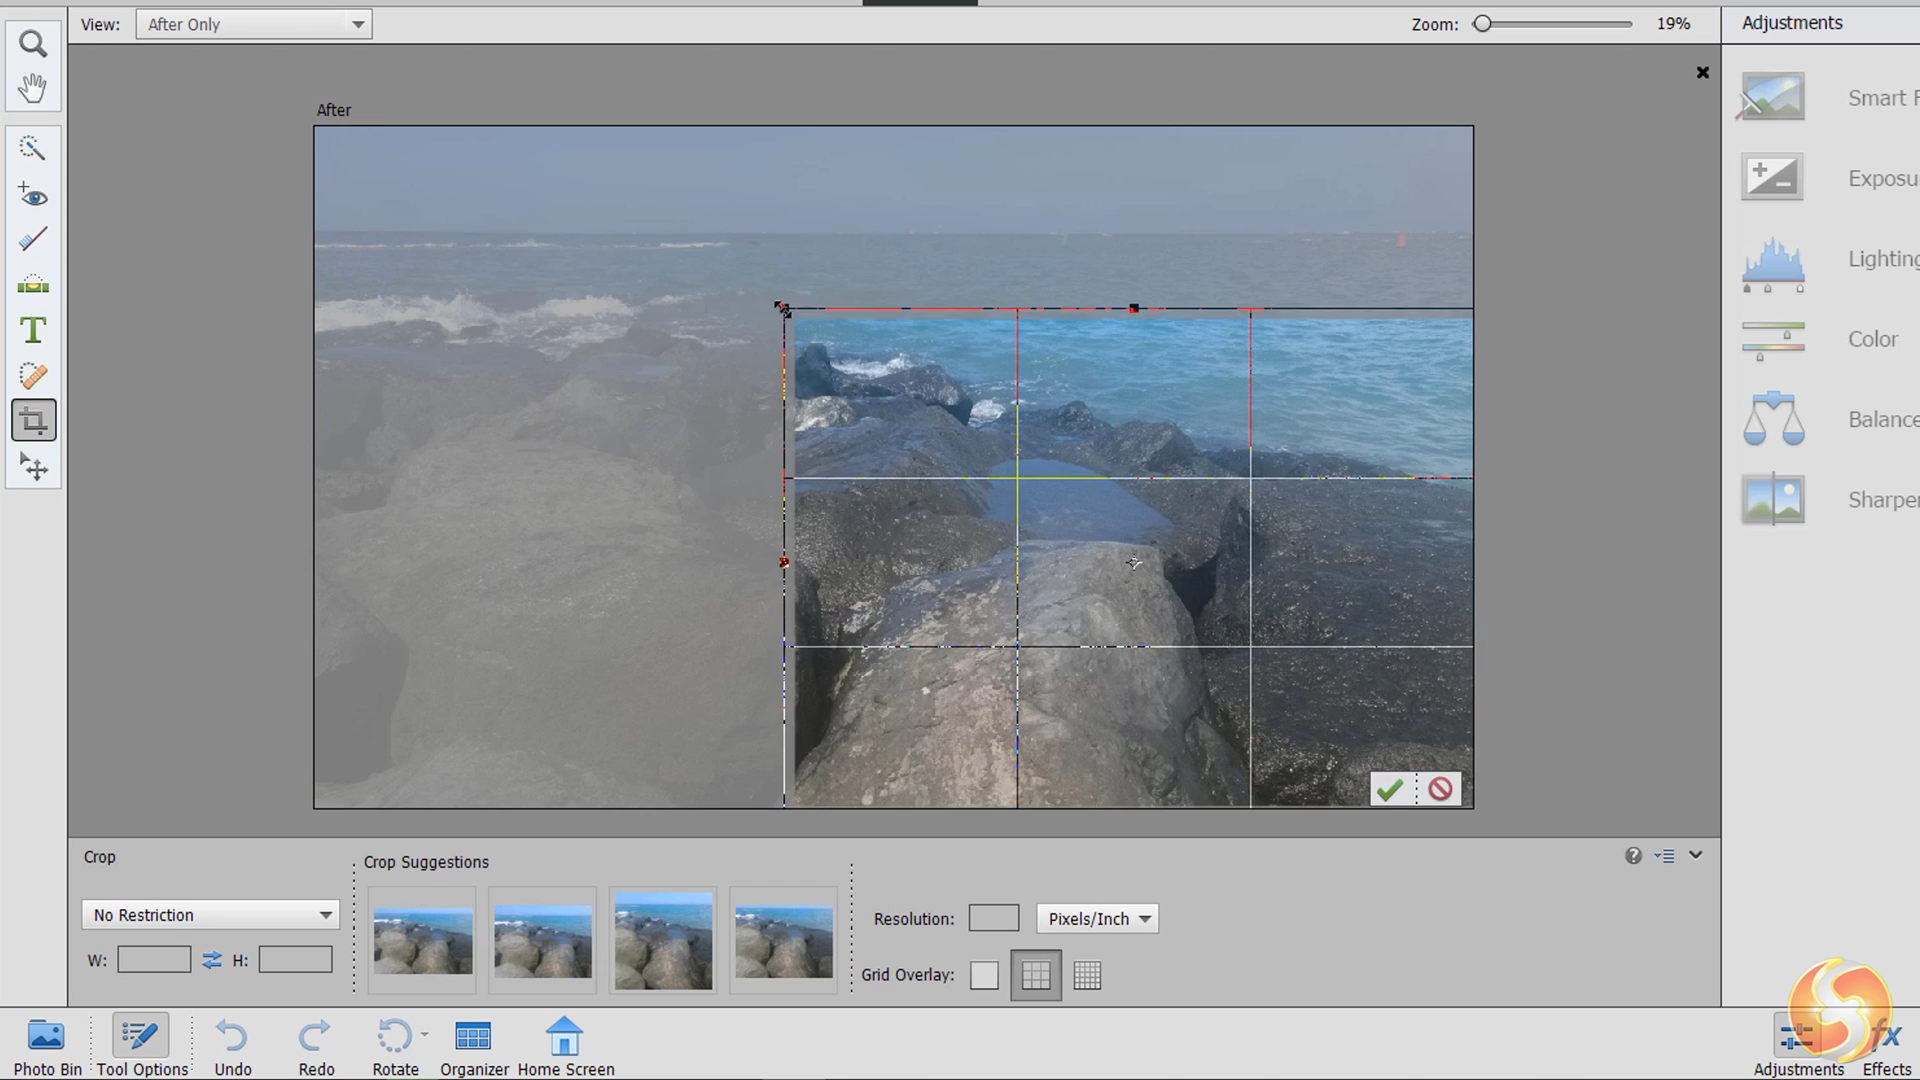 View:
After Only
Zoom:
19%
Adjustments
After
Smart F
Exposu
Lighting
Color
Balance
Sharpe
T
Crop
No Restriction
W:
H:
Crop Suggestions
Resolution:
Pixels/Inch
Grid Overlay:
Photo Bin
Tool Options
Undo
Redo
Rotate
Organizer
Home Screen
Adjustments
fx
Effects